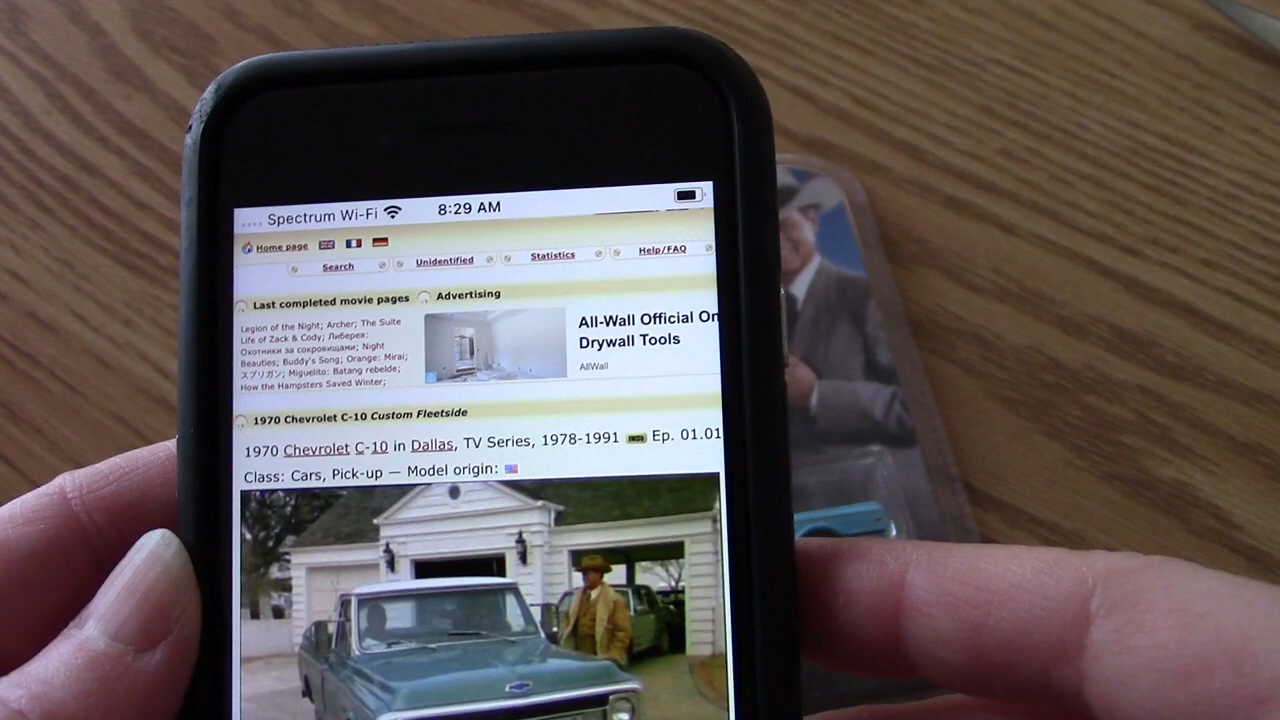 Spectrum Wi-Fi 8:29 AM
Home page
Search Unidentified Statistics Help/FAQ
Last completed movie pages
Legion of the Night; Archer; The Suite
Life of Zack & Cody; Либерея:
Охотники за сокровищами; Night
Beauties; Buddy's Song; Orange: Mirai;
スプリガン; Miguelito: Batang rebelde;
How the Hampsters Saved Winter;
Advertising
All-Wall Official On
Drywall Tools
AllWall
1970 Chevrolet C-10 Custom Fleetside
1970 Chevrolet C-10 in Dallas, TV Series, 1978-1991 IMDb Ep. 01.01
Class: Cars, Pick-up — Model origin: